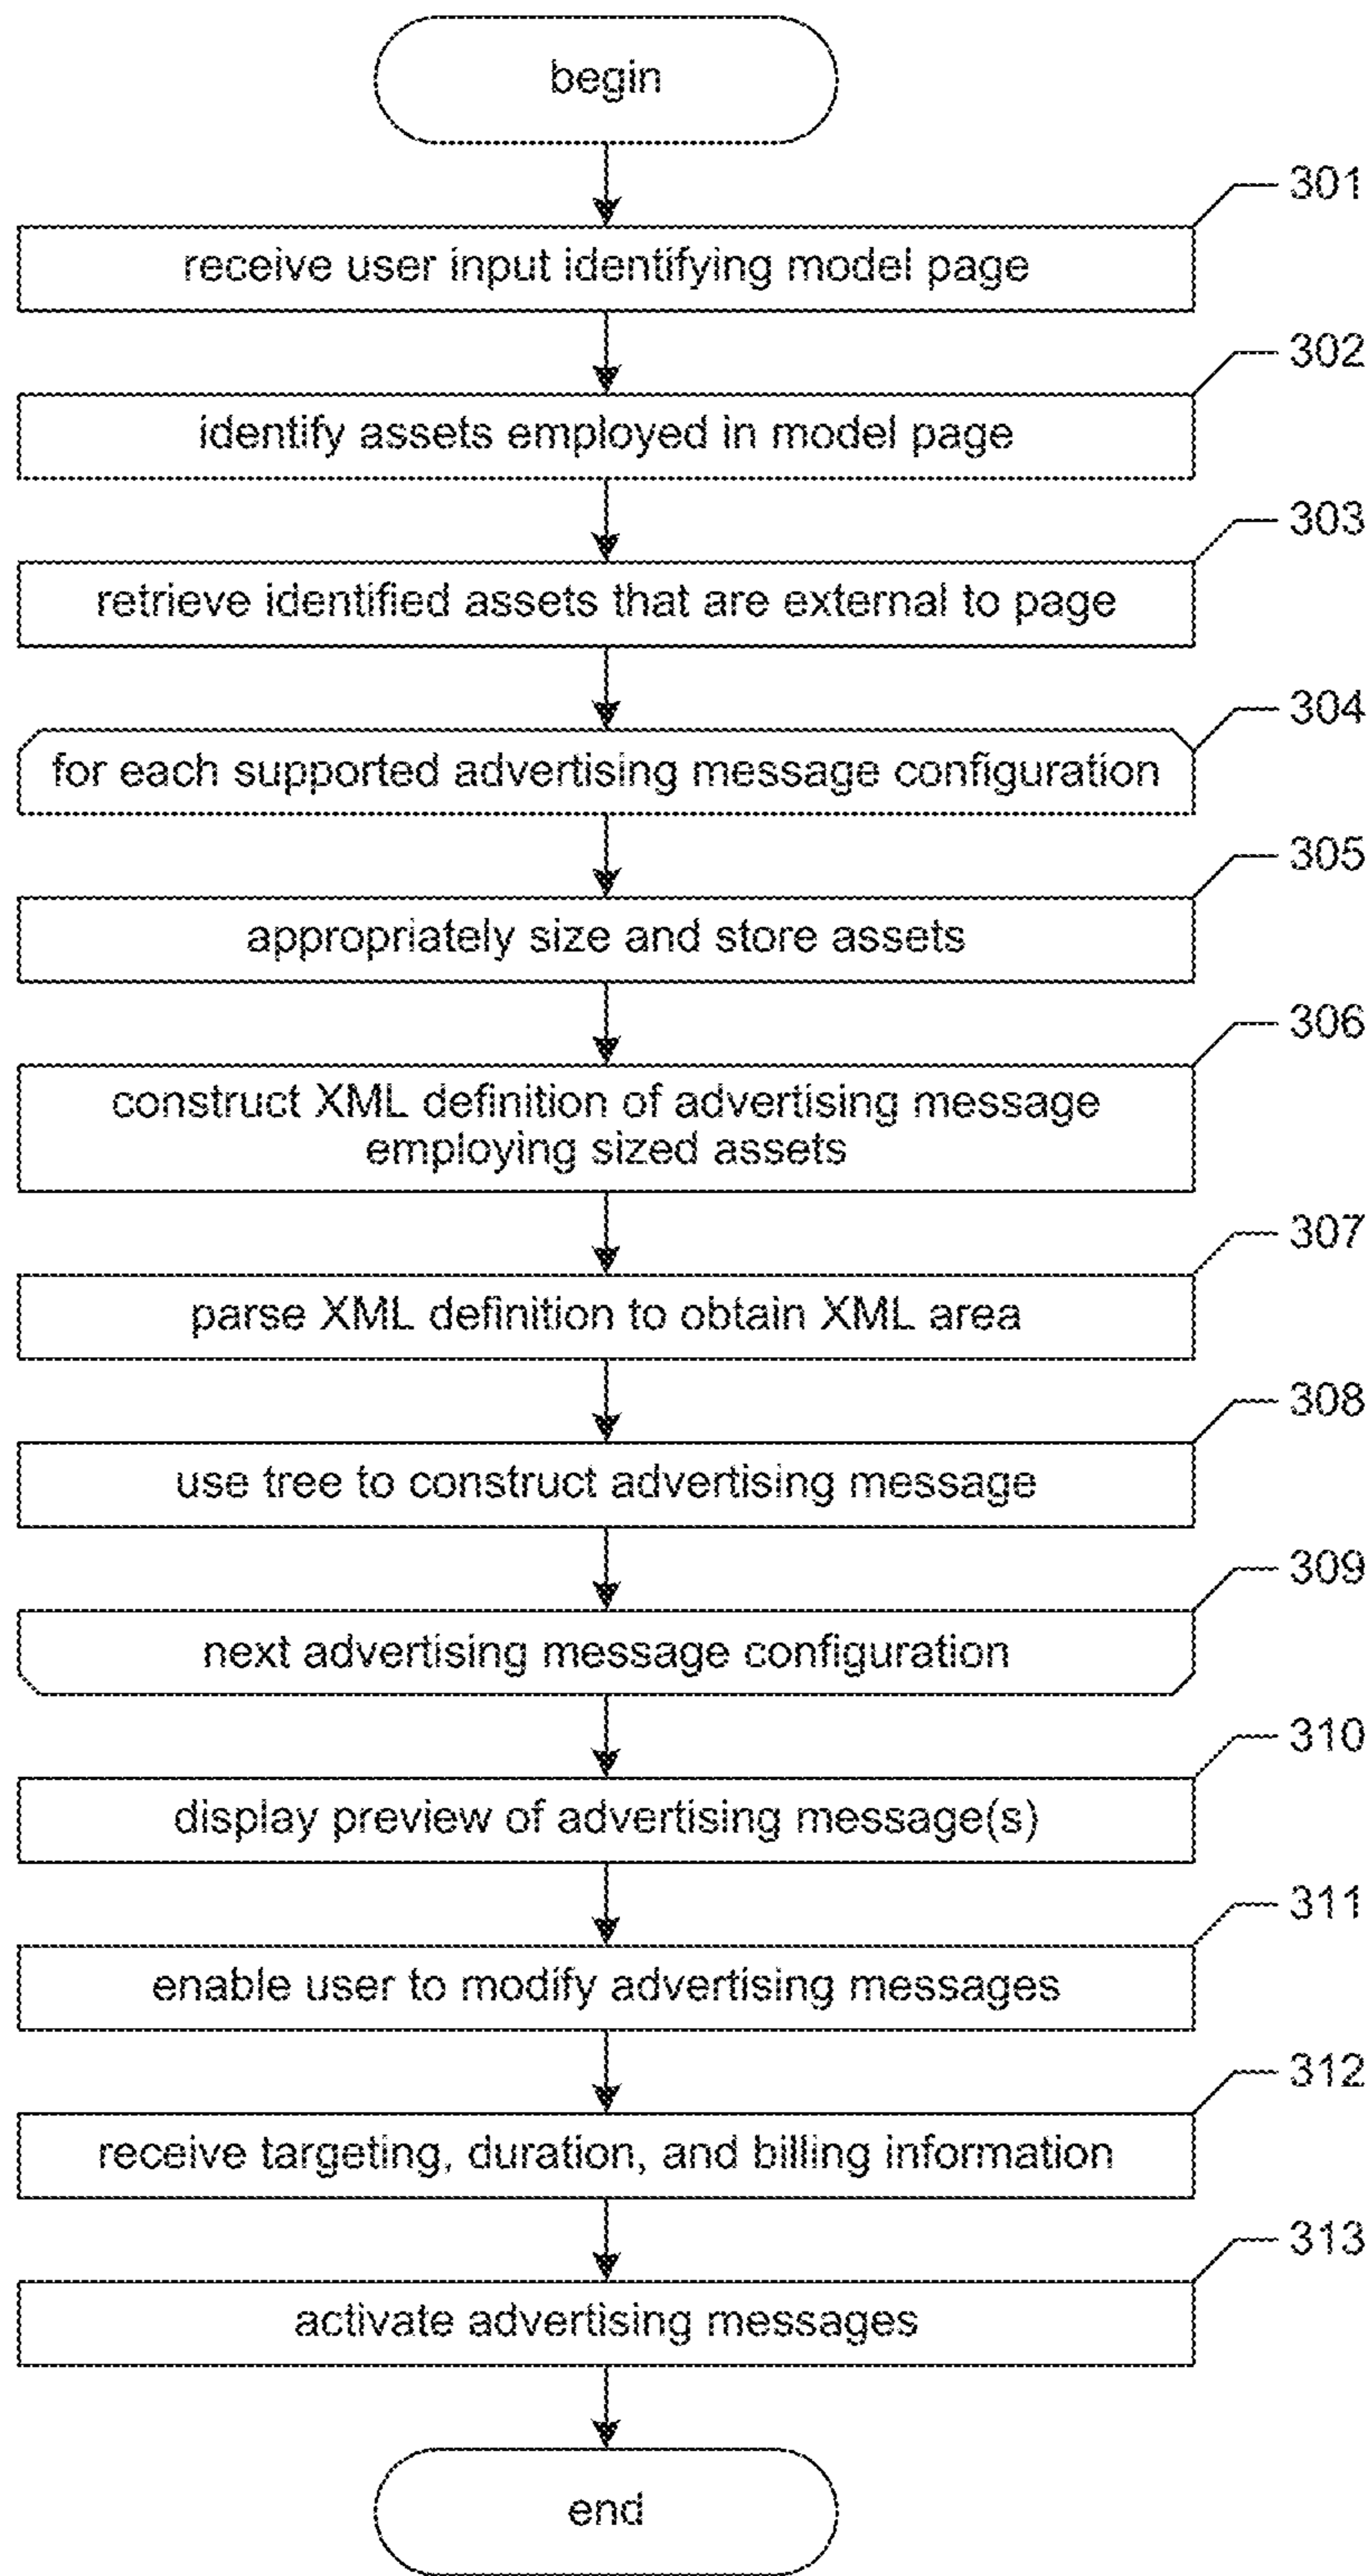 begin
301
receive user input identifying model page
302
identify assets employed in model page
303
retrieve identified assets that are external to page
304
for each supported advertising message configuration
305
appropriately size and store assets
306
construct XML definition of advertising message
employing sized assets
307
parse XML definition to obtain XML area
308
use tree to construct advertising message
309
next advertising message configuration
310
display preview of advertising message(s)
311
enable user to modify advertising messages
312
receive targeting, duration, and billing information
313
activate advertising messages
end